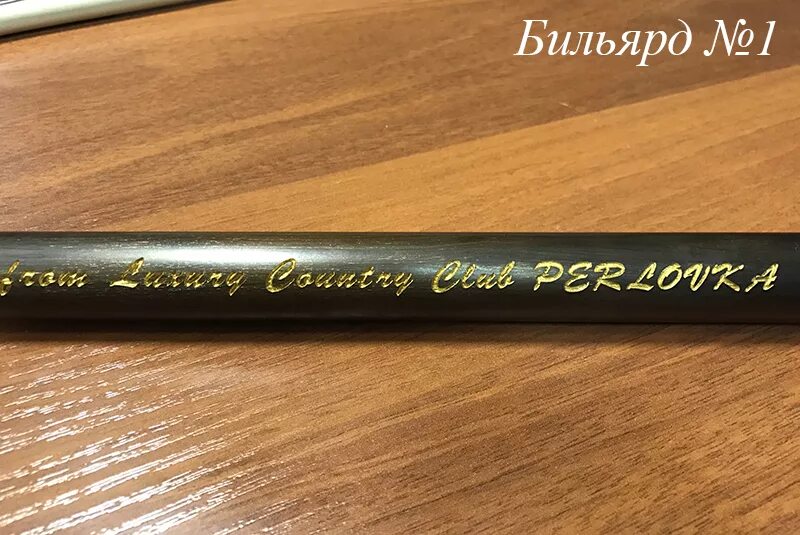 Бильярд №1
from Luxury Country Club PERLOVKA